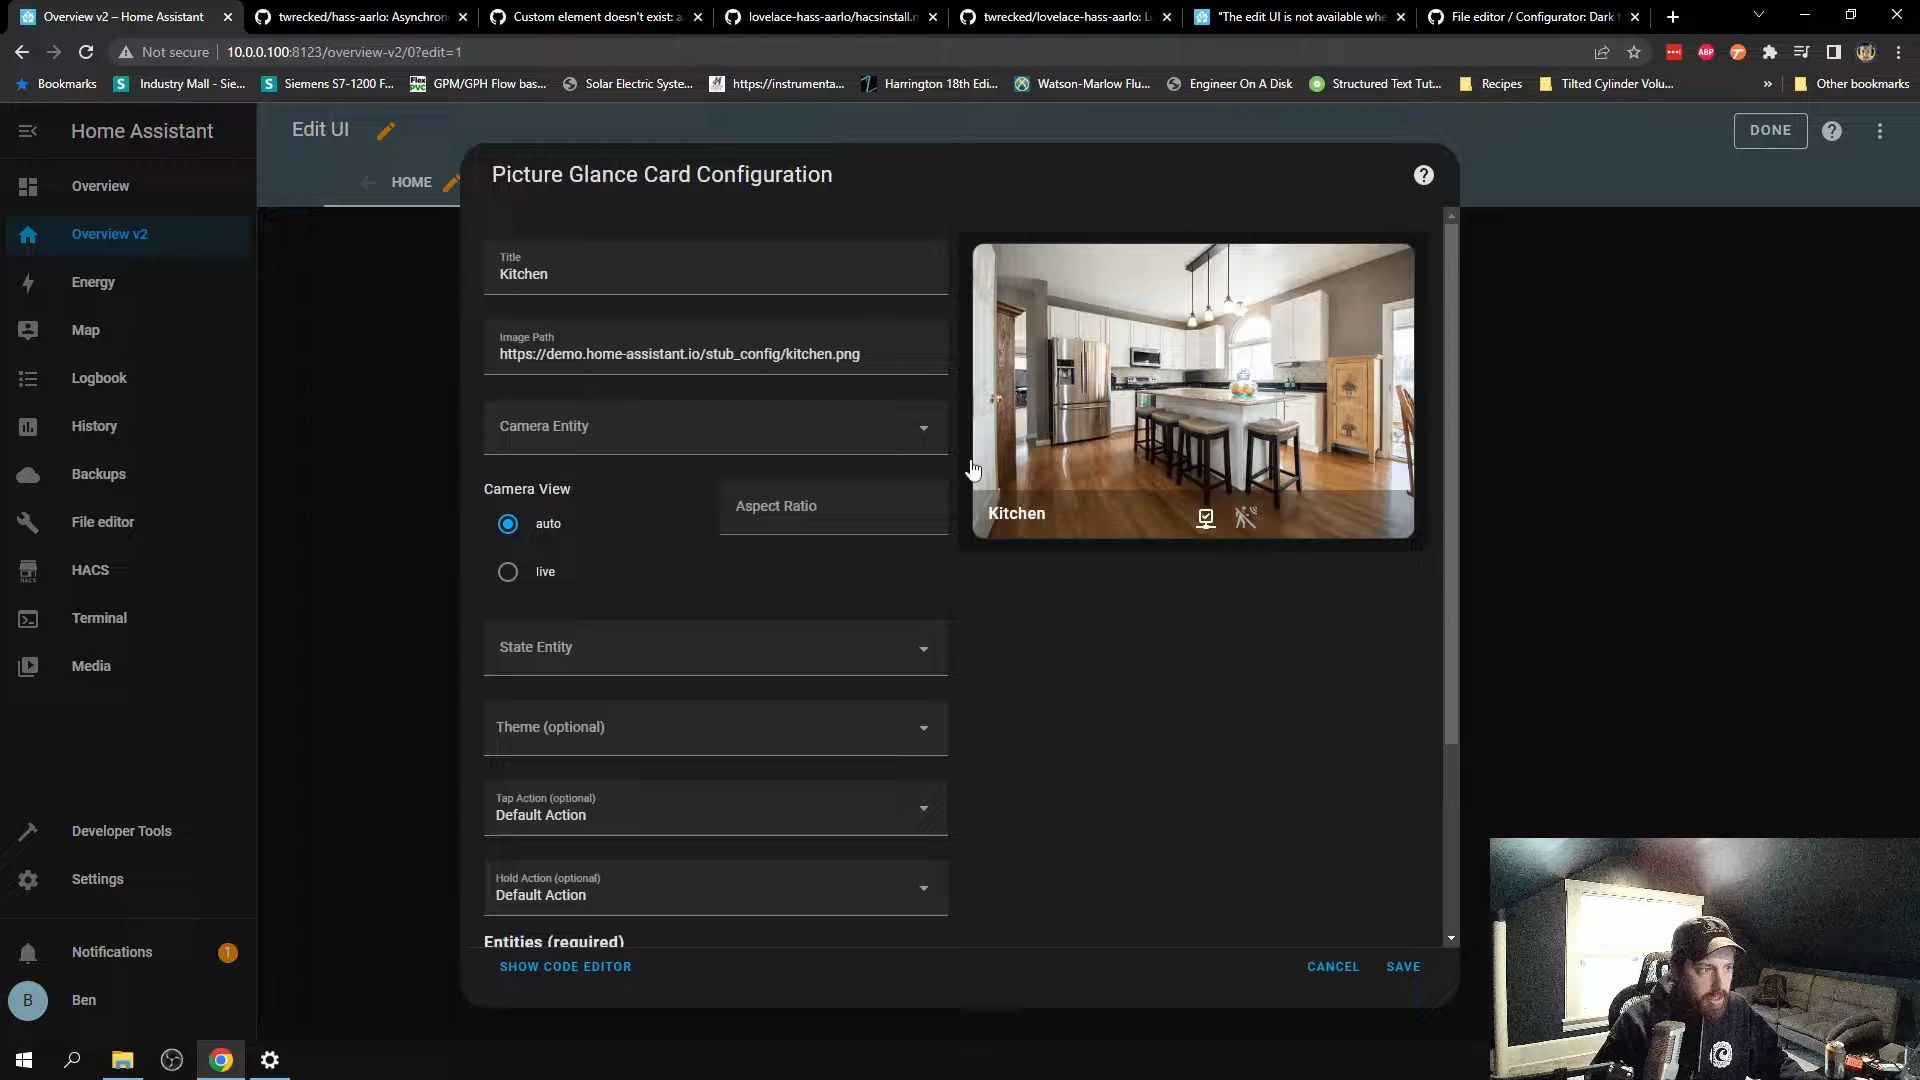 Overview v2 – Home Assistant
twrecked/hass-aarlo: Asynchron
Custom element doesn't exist: a
lovelace-hass-aarlo/hacsinstall.m
twrecked/lovelace-hass-aarlo: L
"The edit UI is not available whe
File editor / Configurator: Dark
Not secure
10.0.0.100:8123/overview-v2/0?edit=1
ABP
Bookmarks
Industry Mall - Sie...
Siemens S7-1200 F...
GPM/GPH Flow bas...
Solar Electric Syste...
https://instrumenta...
Harrington 18th Edi...
Watson-Marlow Flu...
Engineer On A Disk
Structured Text Tut...
Recipes
Tilted Cylinder Volu...
»
Other bookmarks
Home Assistant
Edit UI
DONE
HOME
Overview
Overview v2
Energy
Map
Logbook
History
Backups
File editor
HACS
HACS
Terminal
Media
Developer Tools
Settings
Notifications
1
B
Ben
Picture Glance Card Configuration
Title
Kitchen
Image Path
https://demo.home-assistant.io/stub_config/kitchen.png
Camera Entity
Camera View
auto
live
Aspect Ratio
State Entity
Theme (optional)
Tap Action (optional)
Default Action
Hold Action (optional)
Default Action
Entities (required)
Kitchen
SHOW CODE EDITOR
CANCEL
SAVE